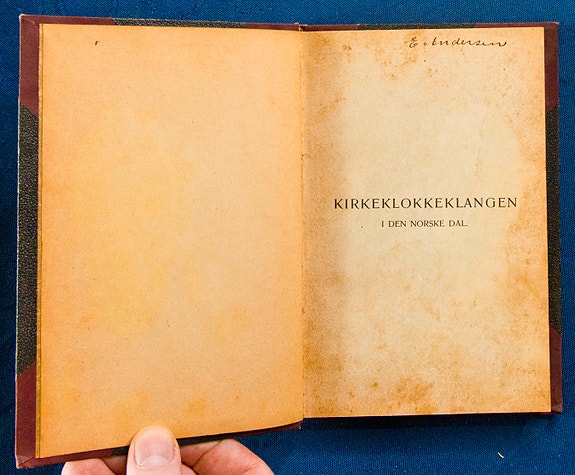 E. Andersen
KIRKEKLOKKEKLANGEN
I DEN NORSKE DAL.